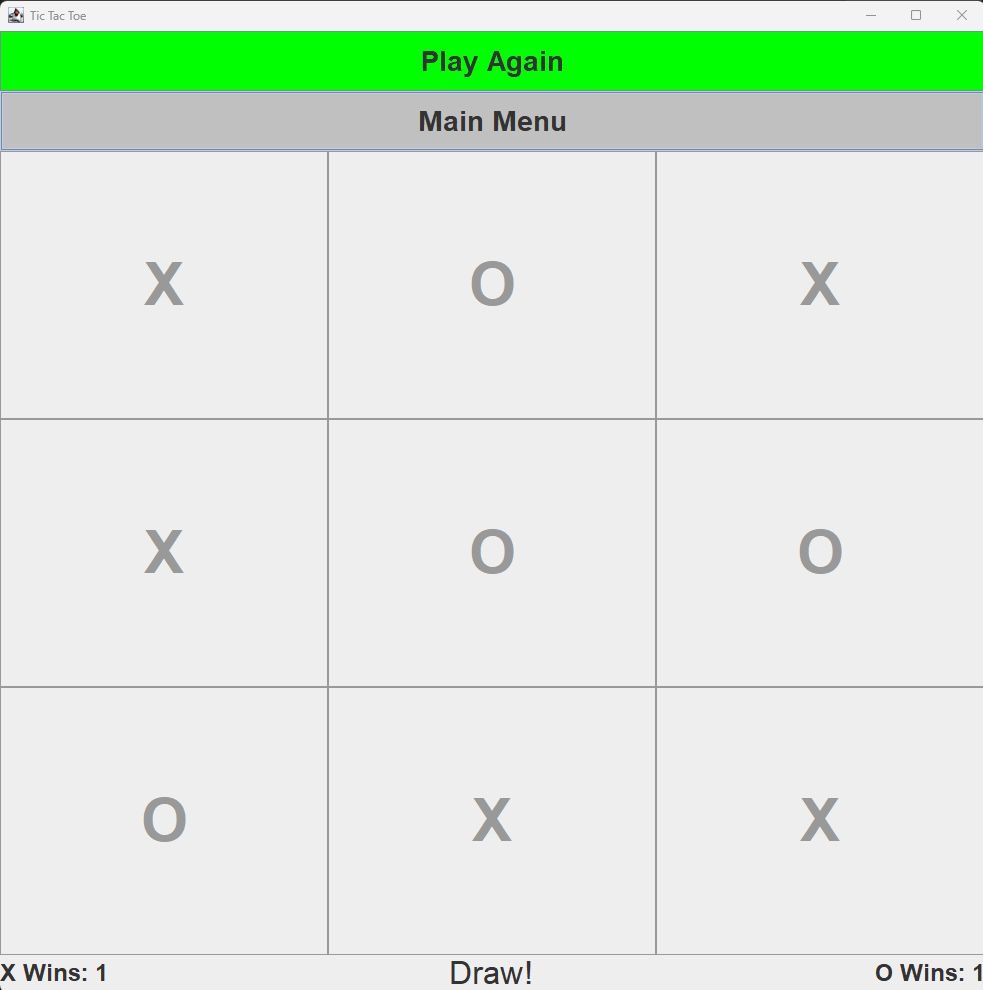 Tic Tac Toe
Play Again
Main Menu
X O X
X O O
O X X
X Wins: 1 Draw! O Wins: 1